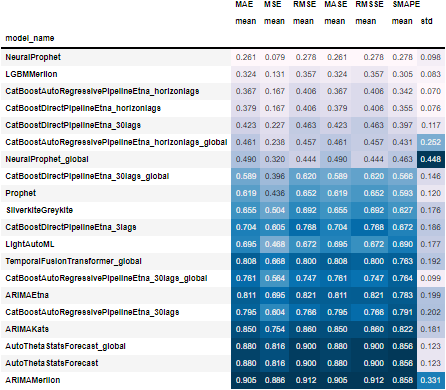 MAE MSE RMSE MASE RMSSE SMAPE
mean mean mean mean mean mean std
model_name
NeuralProphet 0.261 0.079 0.278 0.261 0.278 0.278 0.098
LGBMMerlion 0.324 0.131 0.357 0.324 0.357 0.305 0.083
CatBoostAutoRegressivePipelineEtna_horizonlags 0.367 0.167 0.406 0.367 0.406 0.342 0.070
CatBoostDirectPipelineEtna_horizonlags 0.379 0.167 0.406 0.379 0.406 0.355 0.076
CatBoostDirectPipelineEtna_30lags 0.423 0.227 0.463 0.423 0.463 0.397 0.117
CatBoostAutoRegressivePipelineEtna_horizonlags_global 0.461 0.238 0.457 0.461 0.457 0.431 0.252
NeuralProphet_global 0.490 0.320 0.444 0.490 0.444 0.463 0.448
CatBoostDirectPipelineEtna_30lags_global 0.589 0.396 0.620 0.589 0.620 0.566 0.146
Prophet 0.619 0.436 0.652 0.619 0.652 0.593 0.120
SilverkiteGreykite 0.655 0.504 0.692 0.655 0.692 0.627 0.176
CatBoostDirectPipelineEtna_3lags 0.704 0.605 0.768 0.704 0.768 0.672 0.186
LightAutoML 0.695 0.468 0.672 0.695 0.672 0.690 0.177
TemporalFusionTransformer_global 0.808 0.668 0.800 0.808 0.800 0.763 0.192
CatBoostAutoRegressivePipelineEtna_30lags_global 0.761 0.564 0.747 0.761 0.747 0.764 0.099
ARIMAEtna 0.811 0.695 0.821 0.811 0.821 0.783 0.199
CatBoostAutoRegressivePipelineEtna_30lags 0.795 0.604 0.766 0.795 0.766 0.791 0.202
ARIMAKats 0.850 0.754 0.860 0.850 0.860 0.822 0.181
AutoThetaStatsForecast_global 0.880 0.816 0.900 0.880 0.900 0.856 0.123
AutoThetaStatsForecast 0.880 0.816 0.900 0.880 0.900 0.856 0.123
ARIMAMerlion 0.905 0.886 0.912 0.905 0.912 0.858 0.331